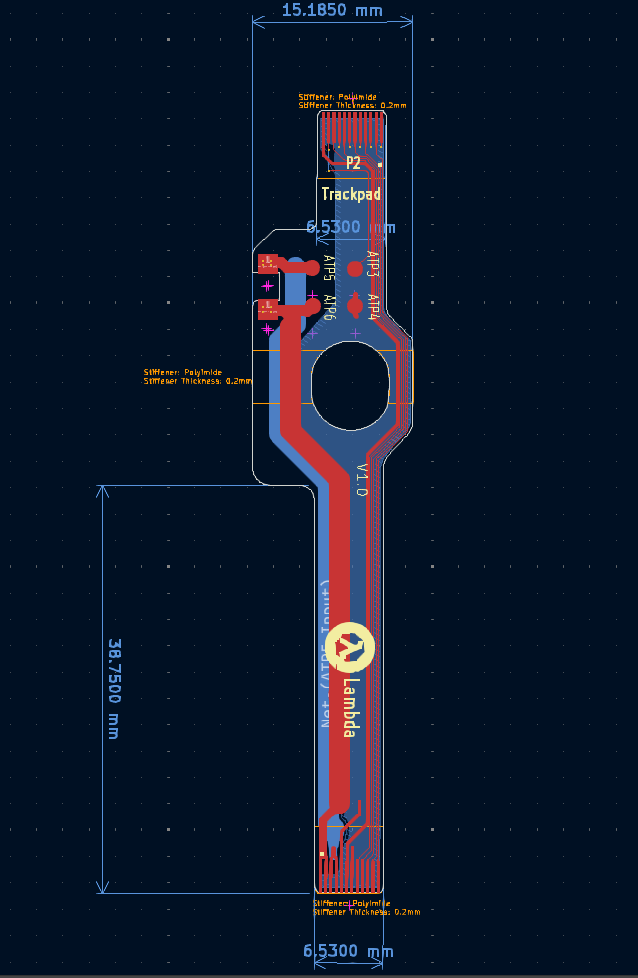 15.1850 mm
Stiffener: Polyimide
Stiffener Thickness: 0.2mm
P2
Trackpad
6.5300 mm
ATP5
ATP3
ATP6
ATP4
Stiffener: Polyimide
Stiffener Thickness: 0.2mm
V1.0
Net-(ATP5-Input)
38.7500 mm
Lambda
Stiffener: Polyimide
Stiffener Thickness: 0.2mm
6.5300 mm